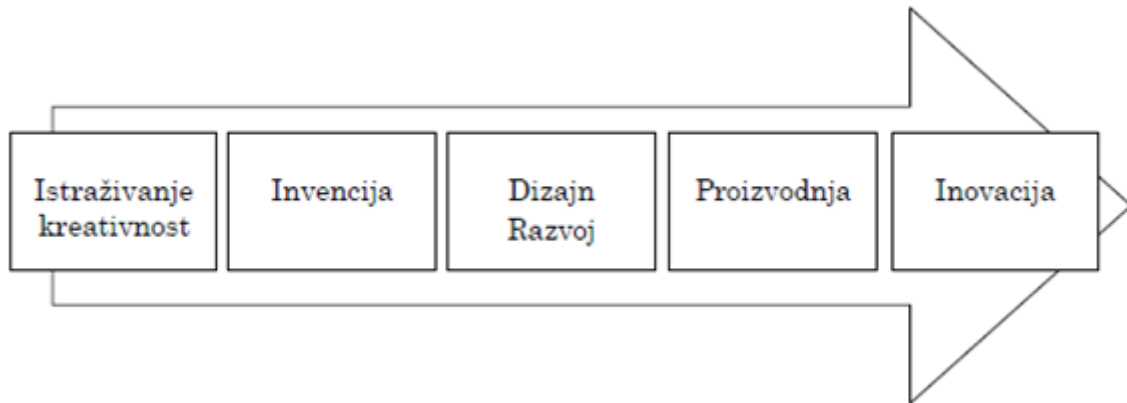 Istraživanje
kreativnost
Invencija
Dizajn
Razvoj
Proizvodnja
Inovacija